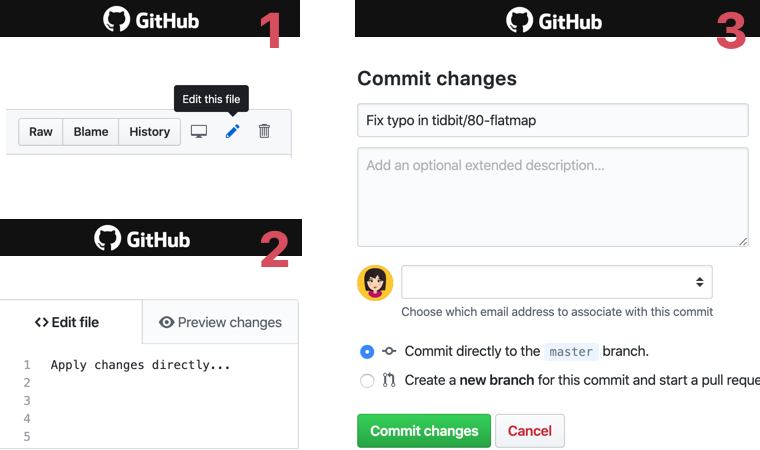 GitHub
1
Edit this file
Raw Blame History
GitHub
2
Edit file Preview changes
1 Apply changes directly...
2
3
4
5
GitHub
3
Commit changes
Fix typo in tidbit/80-flatmap
Add an optional extended description...
Choose which email address to associate with this commit
Commit directly to the master branch.
Create a new branch for this commit and start a pull reque
Commit changes Cancel